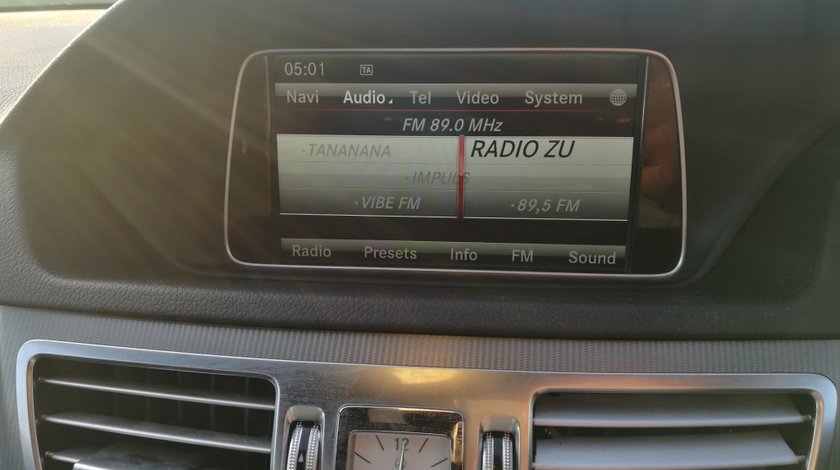 05:01 TA
Navi Audio Tel Video System
FM 89.0 MHz
·TANANANA RADIO ZU
·IMPULS
·VIBE FM ·89,5 FM
Radio Presets Info FM Sound
12